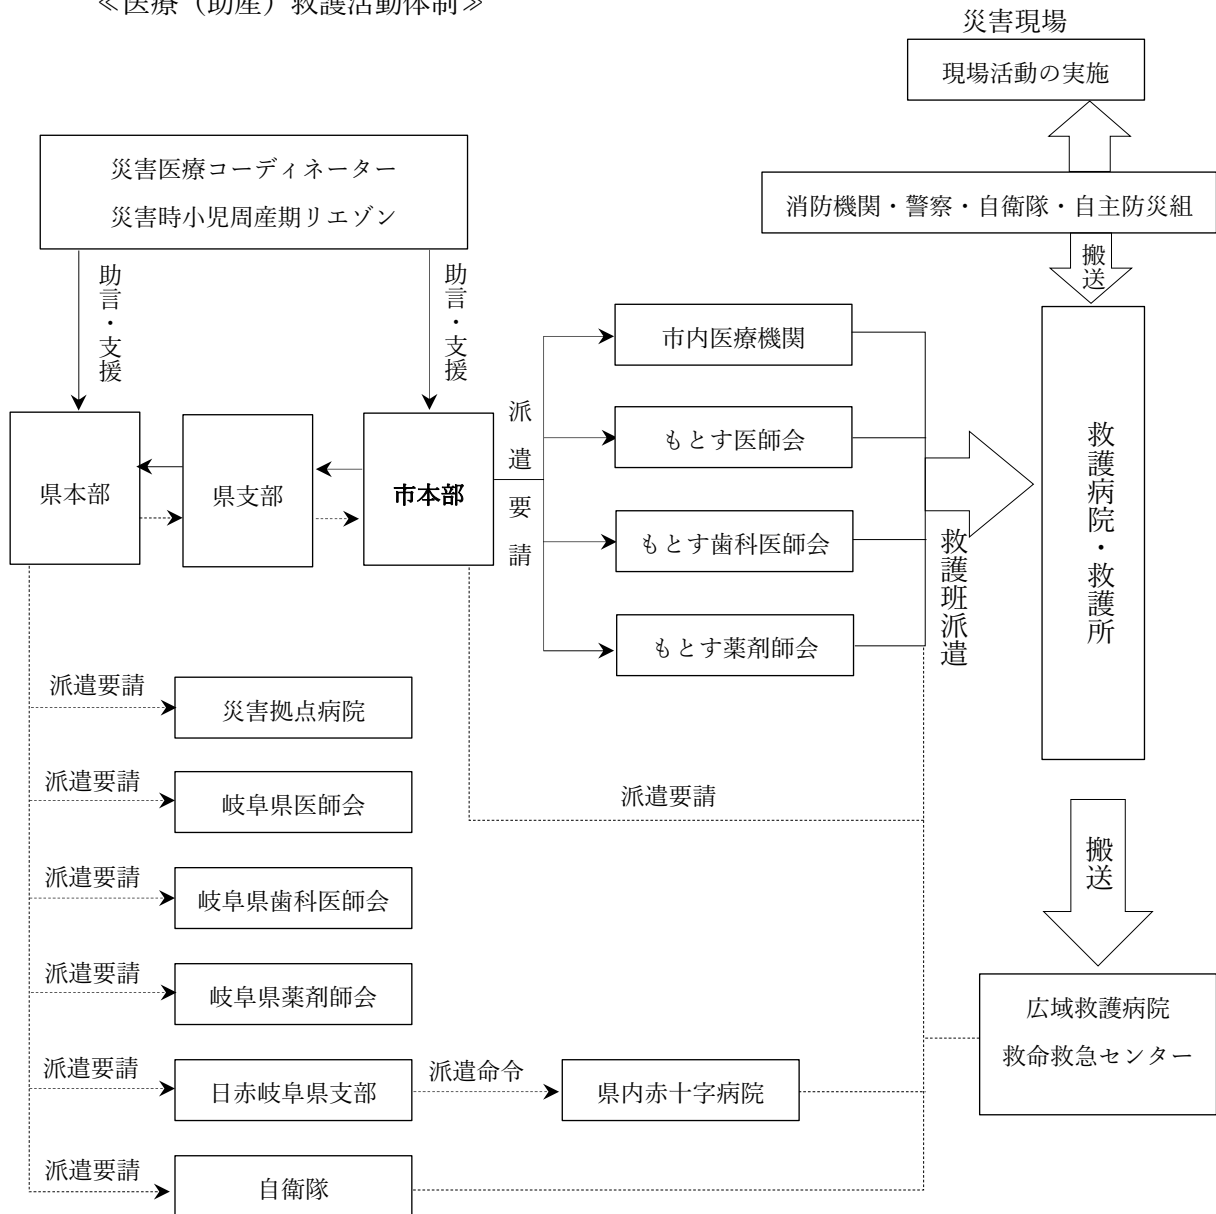 ≪医療（助産）救護活動体制≫
災害現場
現場活動の実施
消防機関・警察・自衛隊・自主防災組
搬送
災害医療コーディネーター
災害時小児周産期リエゾン
助言・支援
助言・支援
県本部
県支部
市本部
派遣要請
市内医療機関
もとす医師会
もとす歯科医師会
もとす薬剤師会
救護班派遣
救護病院・救護所
派遣要請
災害拠点病院
派遣要請
岐阜県医師会
派遣要請
岐阜県歯科医師会
派遣要請
岐阜県薬剤師会
派遣要請
日赤岐阜県支部
派遣命令
県内赤十字病院
派遣要請
自衛隊
派遣要請
搬送
広域救護病院
救命救急センター